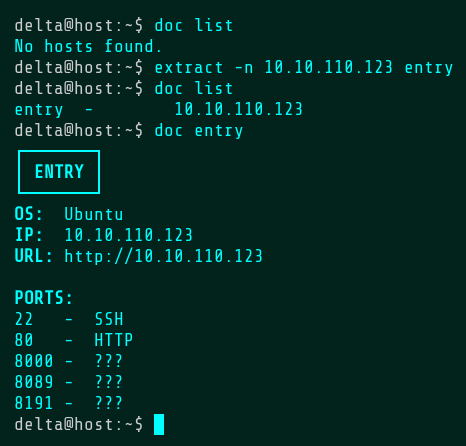 delta@host:~$ doc list
No hosts found.
delta@host:~$ extract -n 10.10.110.123 entry
delta@host:~$ doc list
entry  -        10.10.110.123
delta@host:~$ doc entry
ENTRY
OS:  Ubuntu
IP:  10.10.110.123
URL: http://10.10.110.123
PORTS:
22   -  SSH
80   -  HTTP
8000 -  ???
8089 -  ???
8191 -  ???
delta@host:~$